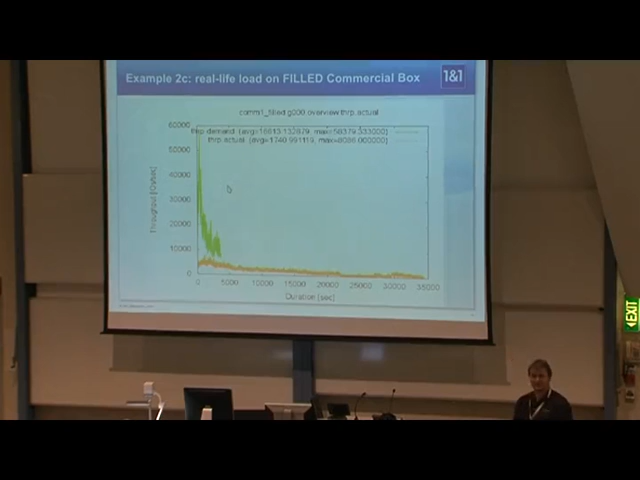 Example 2c: real-life load on FILLED Commercial Box
1&1
comm1_filled.g000.overview.thrp.actual
thrp.demand (avg=16613.132879, max=58379.333000)
thrp.actual (avg=1740.991119, max=8086.000000)
Throughput [IOs/sec]
60000
50000
40000
30000
20000
10000
0
0 5000 10000 15000 20000 25000 30000 35000
Duration [sec]
EXIT